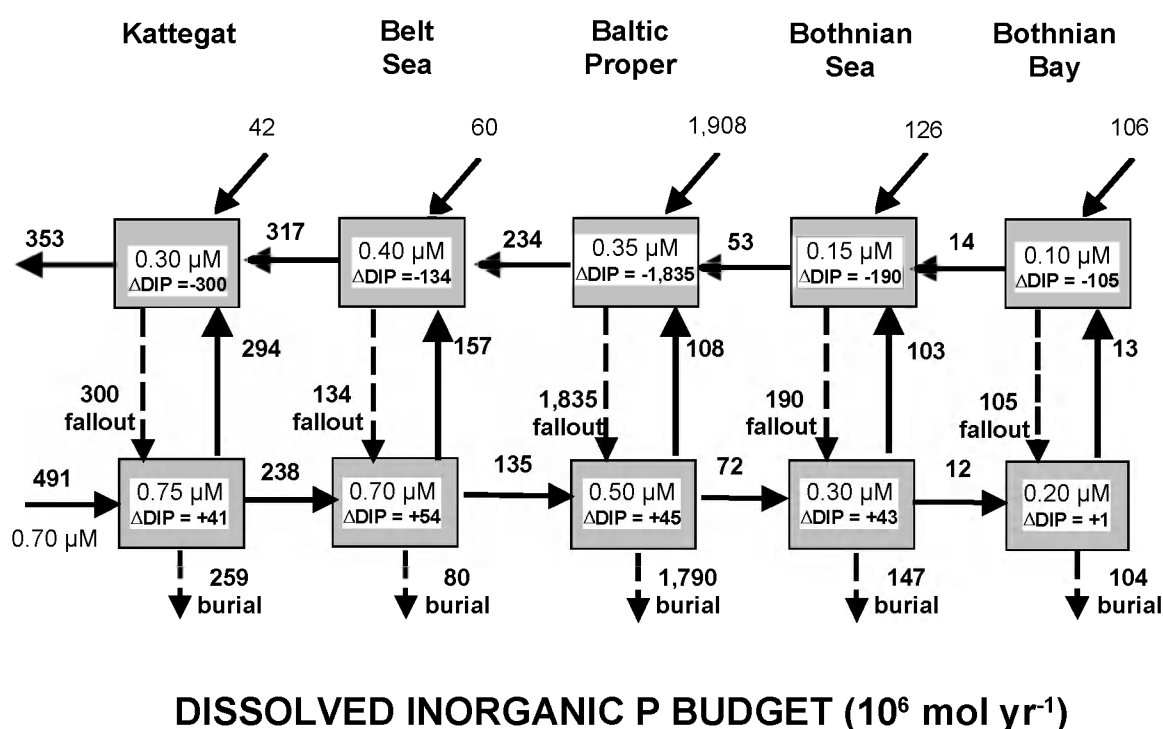 Kattegat
Belt
Sea
Baltic
Proper
Bothnian
Sea
Bothnian
Bay
42
60
1,908
126
106
353
317
234
53
14
0.30 µM
ΔDIP =-300
0.40 µM
ΔDIP =-134
0.35 µM
ΔDIP = -1,835
0.15 µM
ΔDIP = -190
0.10 µM
ΔDIP = -105
294
157
108
103
13
300
fallout
134
fallout
1,835
fallout
190
fallout
105
fallout
491
238
135
72
12
0.70 µM
0.75 µM
ΔDIP = +41
0.70 µM
ΔDIP = +54
0.50 µM
ΔDIP = +45
0.30 µM
ΔDIP = +43
0.20 µM
ΔDIP = +1
259
burial
80
burial
1,790
burial
147
burial
104
burial
DISSOLVED INORGANIC P BUDGET (10⁶ mol yr⁻¹)